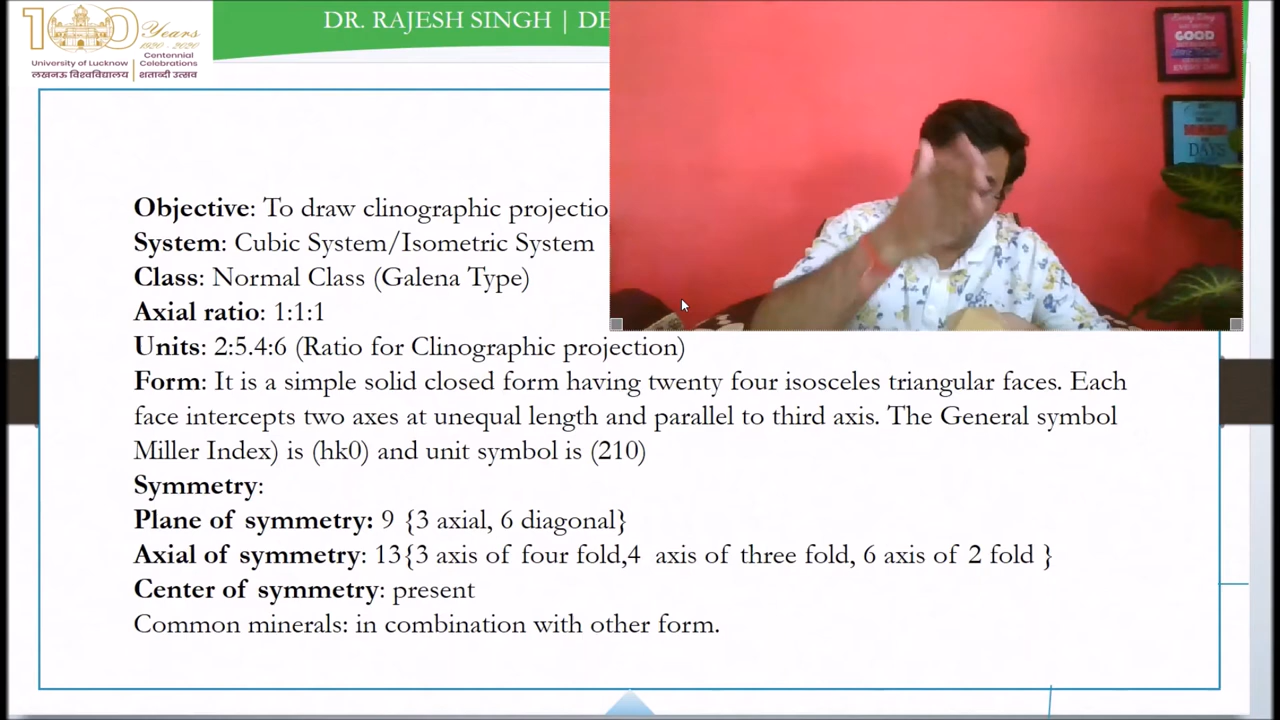 100 Years
1920 - 2020
University of Lucknow
Centennial
Celebrations
लखनऊ विश्वविद्यालय
शताब्दी उत्सव
DR. RAJESH SINGH | DE
Every Day
GOOD
EVERY DAY
MAKE
DAYS
Objective: To draw clinographic projectio
System: Cubic System/Isometric System
Class: Normal Class (Galena Type)
Axial ratio: 1:1:1
Units: 2:5.4:6 (Ratio for Clinographic projection)
Form: It is a simple solid closed form having twenty four isosceles triangular faces. Each
face intercepts two axes at unequal length and parallel to third axis. The General symbol
Miller Index) is (hk0) and unit symbol is (210)
Symmetry:
Plane of symmetry: 9 {3 axial, 6 diagonal}
Axial of symmetry: 13{3 axis of four fold,4 axis of three fold, 6 axis of 2 fold }
Center of symmetry: present
Common minerals: in combination with other form.